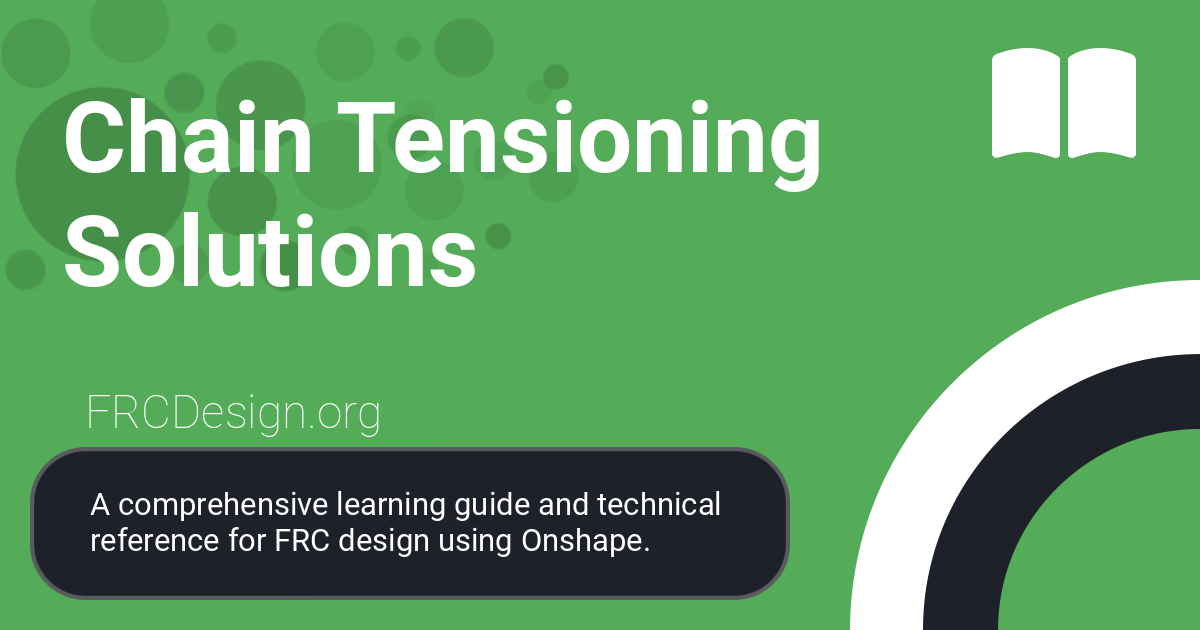 Chain Tensioning
Solutions
FRCDesign.org
A comprehensive learning guide and technical
reference for FRC design using Onshape.